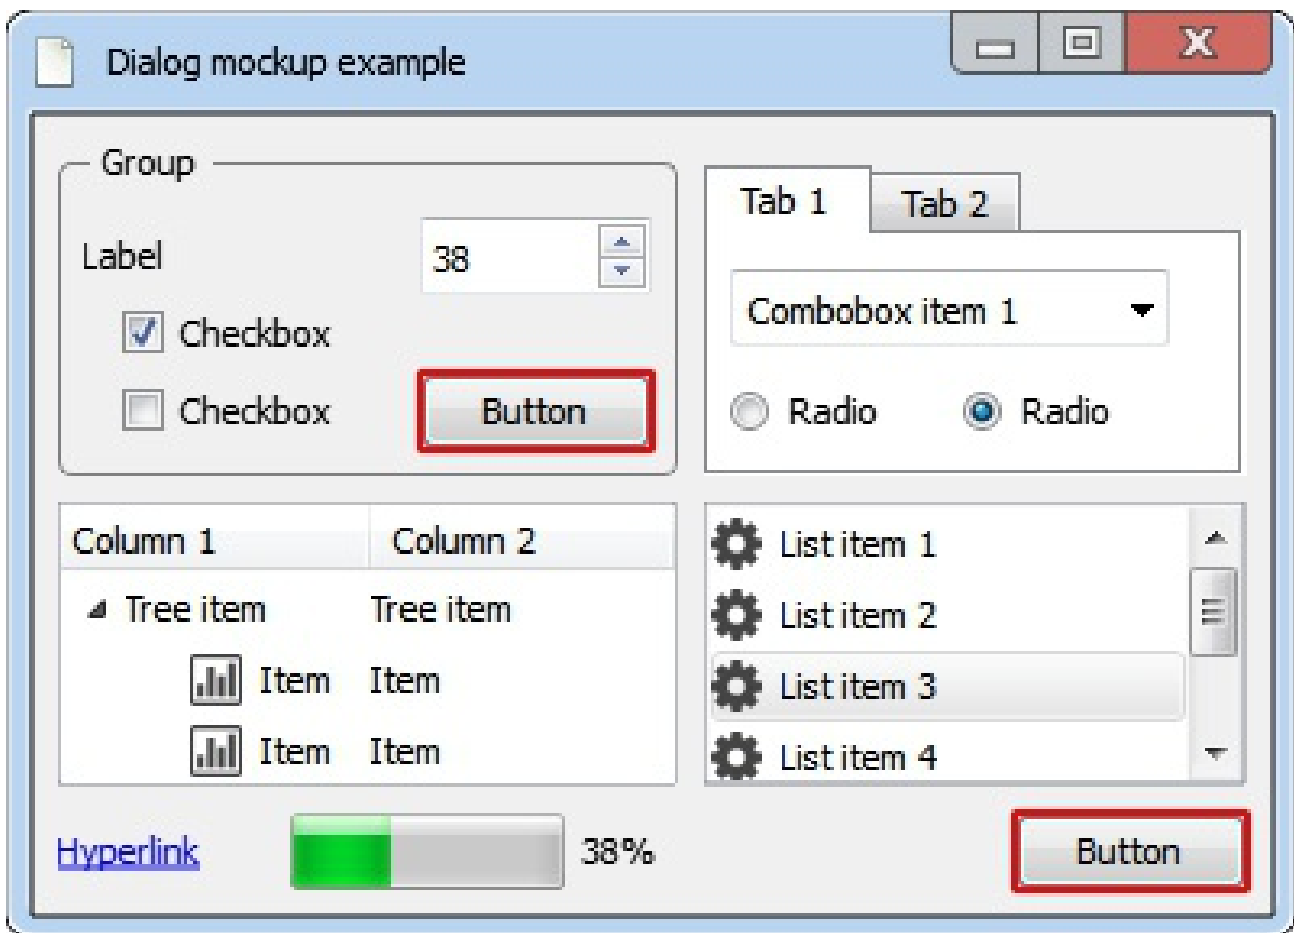 Dialog mockup example
Group
Label
38
Checkbox
Checkbox
Button
Tab 1
Tab 2
Combobox item 1
Radio
Radio
Column 1
Column 2
Tree item
Tree item
Item
Item
Item
Item
List item 1
List item 2
List item 3
List item 4
Hyperlink
38%
Button